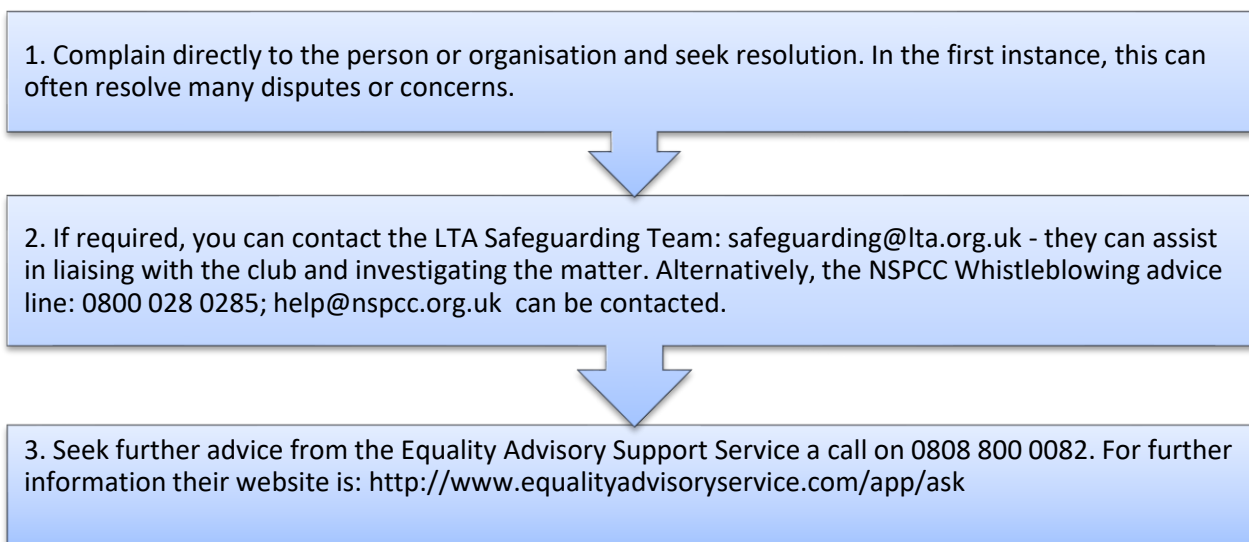 1. Complain directly to the person or organisation and seek resolution. In the first instance, this can
often resolve many disputes or concerns.
2. If required, you can contact the LTA Safeguarding Team: safeguarding@lta.org.uk - they can assist
in liaising with the club and investigating the matter. Alternatively, the NSPCC Whistleblowing advice
line: 0800 028 0285; help@nspcc.org.uk  can be contacted.
3. Seek further advice from the Equality Advisory Support Service a call on 0808 800 0082. For further
information their website is: http://www.equalityadvisoryservice.com/app/ask